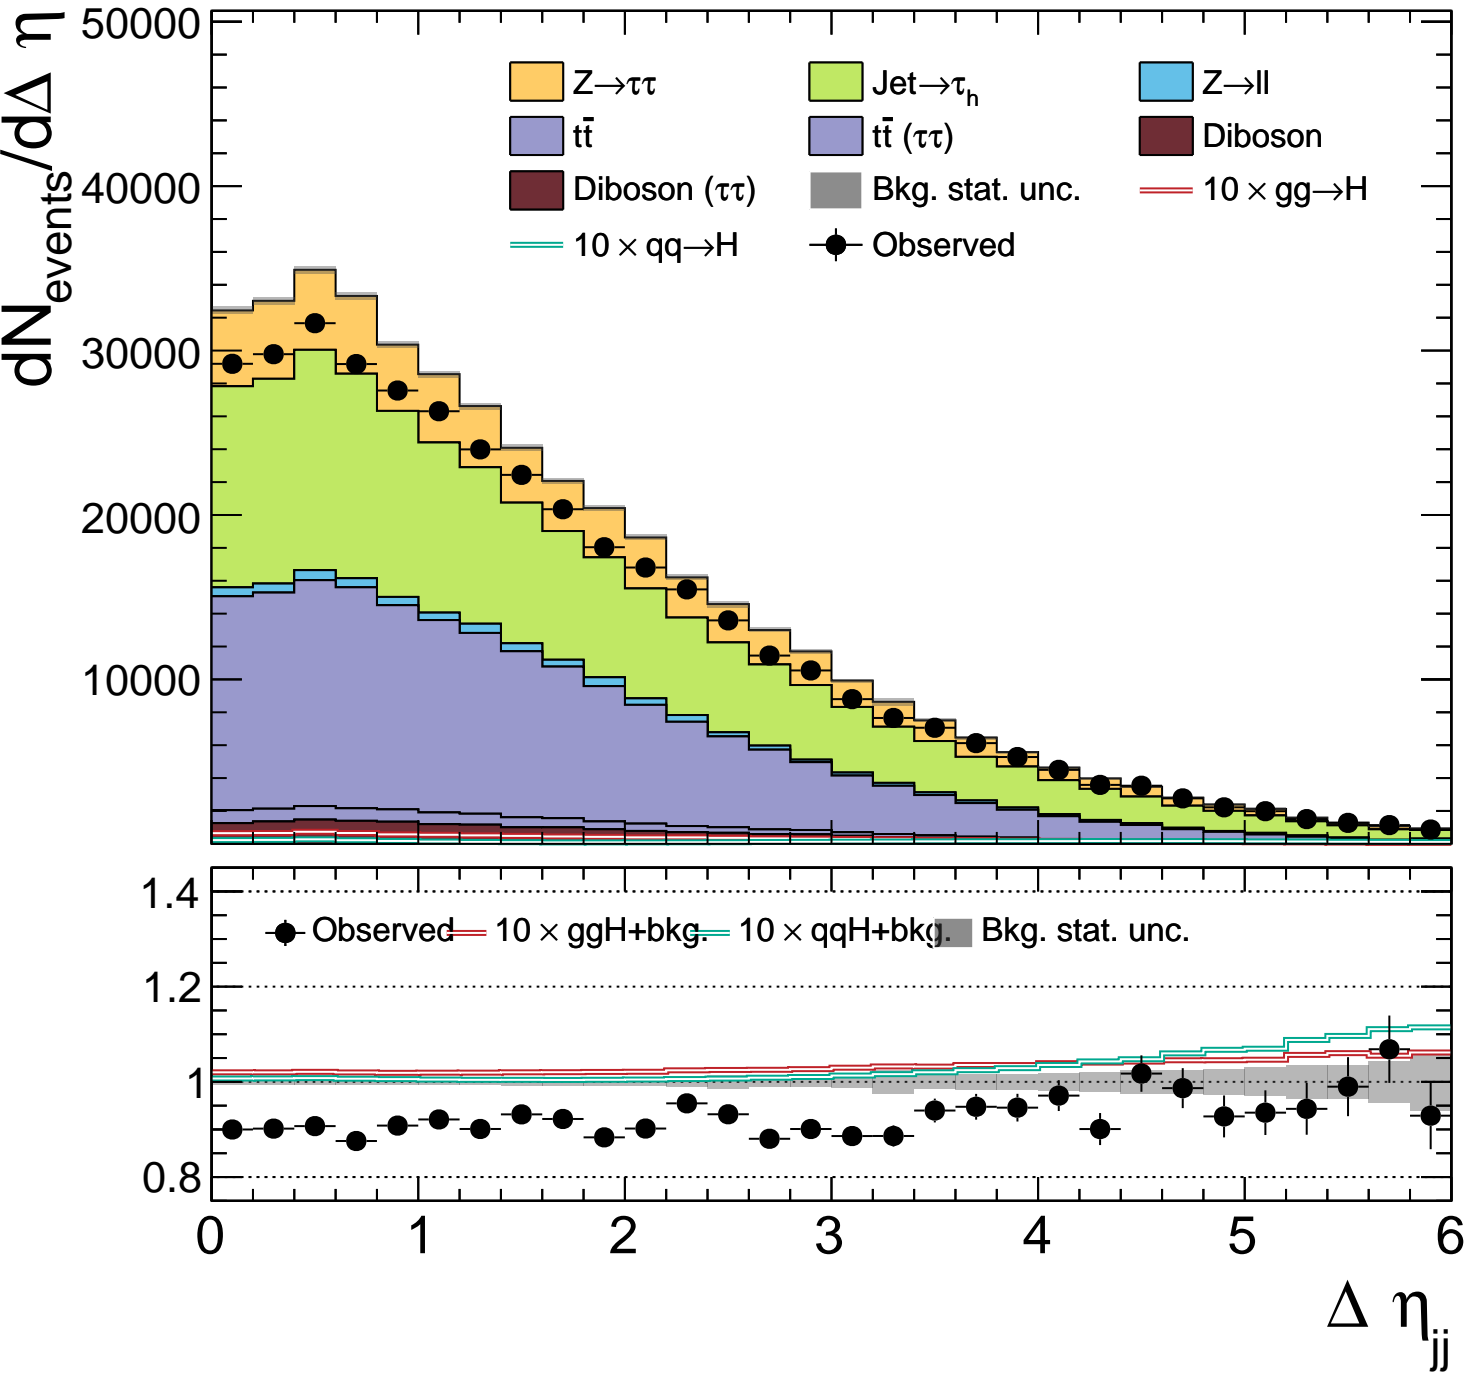 50000
40000
30000
20000
10000
dN_events/dΔ η
Z→ττ Jet→τ_h Z→ll
tt̄ tt̄ (ττ) Diboson
Diboson (ττ) Bkg. stat. unc. 10 × gg→H
10 × qq→H Observed
1.4
1.2
1
0.8
Observed 10 × ggH+bkg. 10 × qqH+bkg. Bkg. stat. unc.
0 1 2 3 4 5 6
Δ η_jj